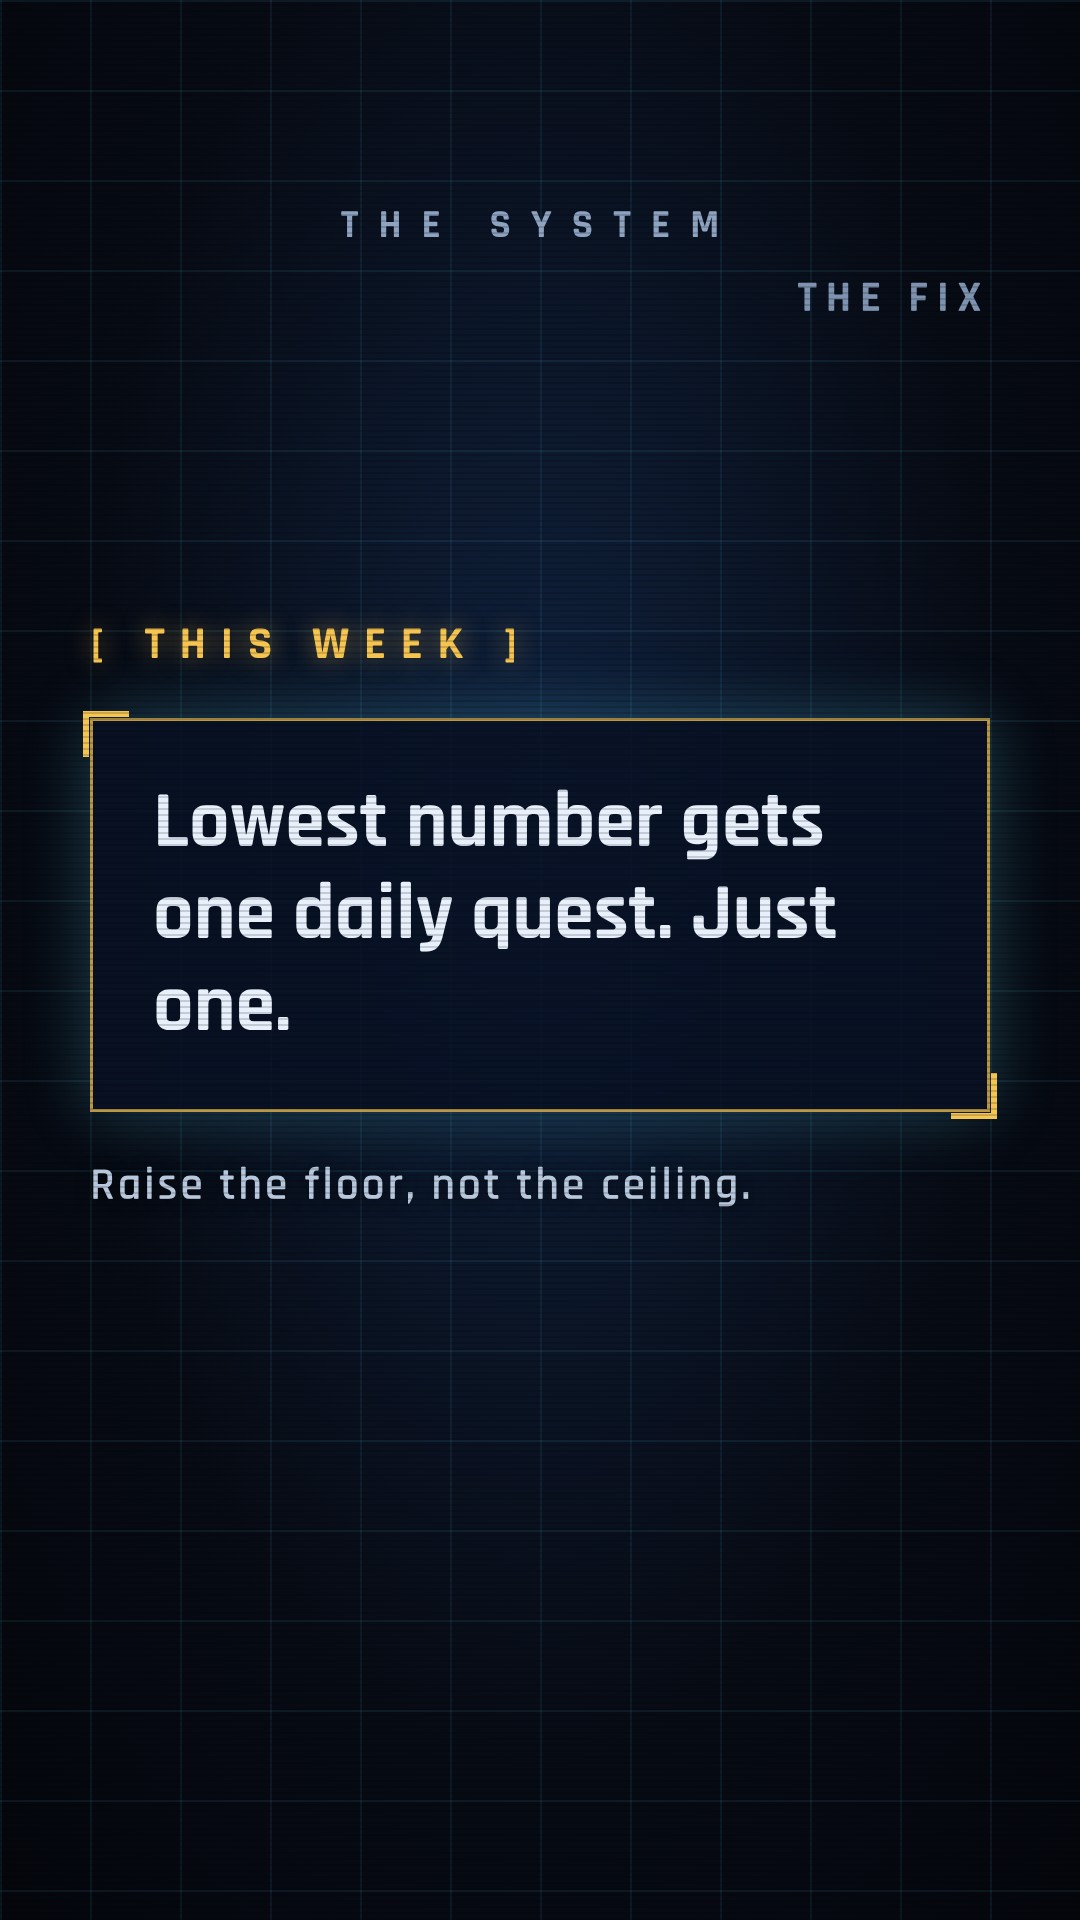 THE SYSTEM
THE FIX
[ THIS WEEK ]
Lowest number gets
one daily quest. Just
one.
Raise the floor, not the ceiling.